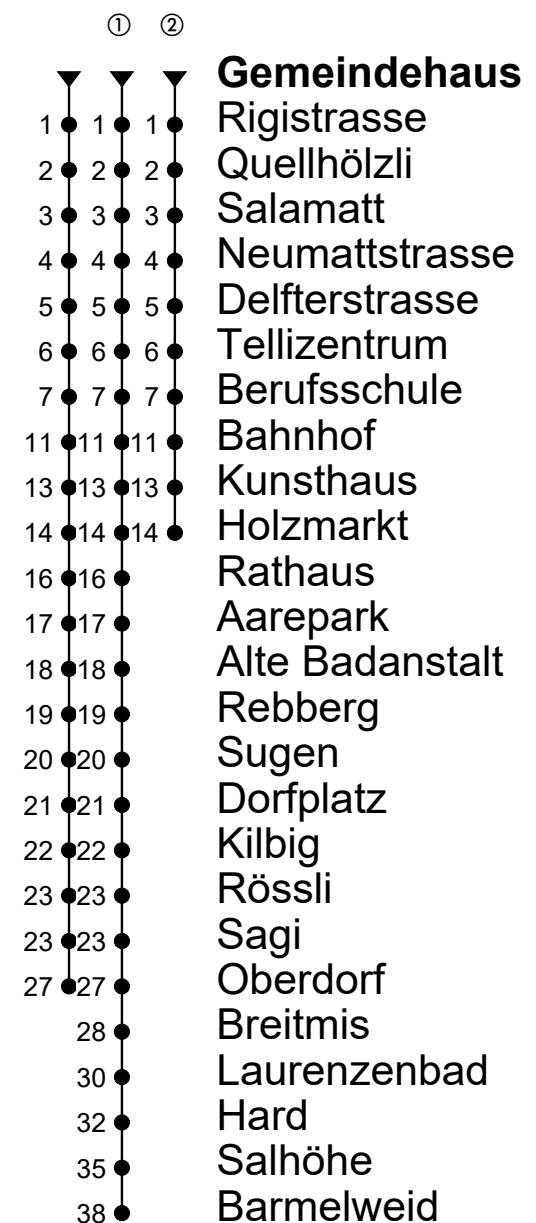 ① ②
Gemeindehaus
1 1 1 Rigistrasse
2 2 2 Quellhölzli
3 3 3 Salamatt
4 4 4 Neumattstrasse
5 5 5 Delfterstrasse
6 6 6 Tellizentrum
7 7 7 Berufsschule
11 11 11 Bahnhof
13 13 13 Kunsthaus
14 14 14 Holzmarkt
16 16 Rathaus
17 17 Aarepark
18 18 Alte Badanstalt
19 19 Rebberg
20 20 Sugen
21 21 Dorfplatz
22 22 Kilbig
23 23 Rössli
23 23 Sagi
27 27 Oberdorf
28 Breitmis
30 Laurenzenbad
32 Hard
35 Salhöhe
38 Barmelweid